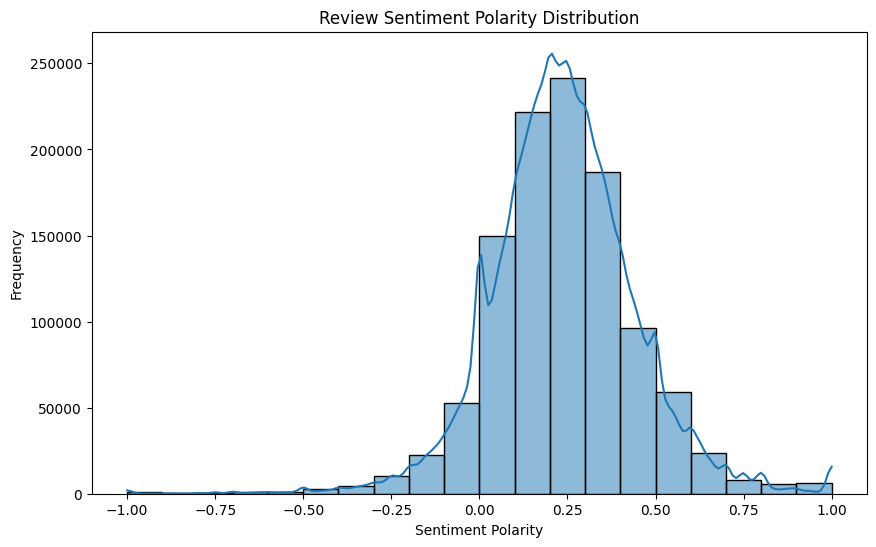 Review Sentiment Polarity Distribution
Frequency
250000
200000
150000
100000
50000
0
−1.00 −0.75 −0.50 −0.25 0.00 0.25 0.50 0.75 1.00
Sentiment Polarity